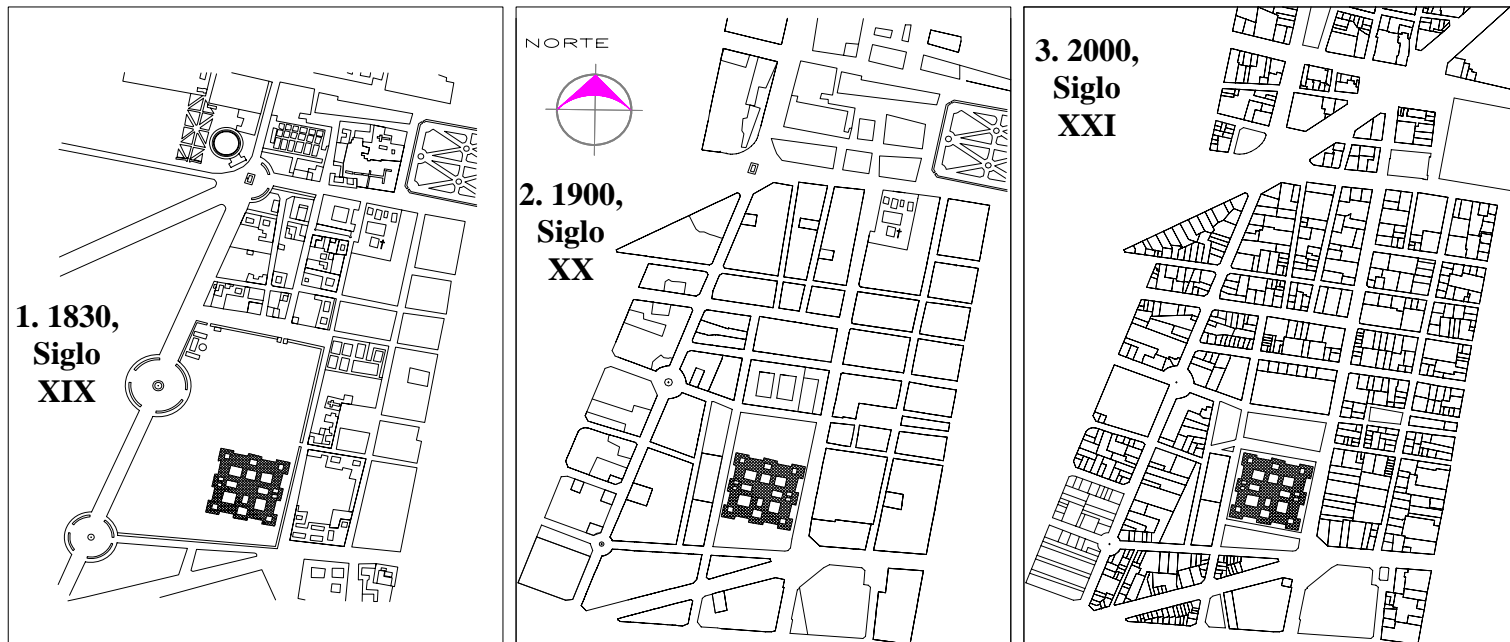 1. 1830,
Siglo
XIX
NORTE
2. 1900,
Siglo
XX
3. 2000,
Siglo
XXI